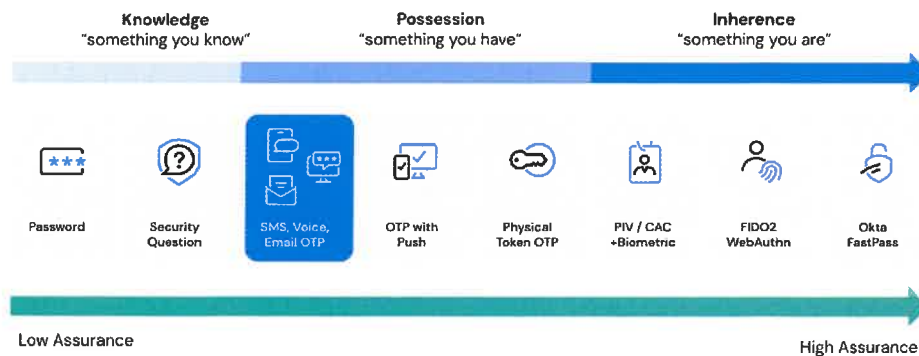 Knowledge
“something you know”
Possession
“something you have”
Inherence
“something you are”
***
?
***
Password
Security
Question
SMS, Voice,
Email OTP
OTP with
Push
Physical
Token OTP
PIV / CAC
+Biometric
FIDO2
WebAuthn
Okta
FastPass
Low Assurance
High Assurance